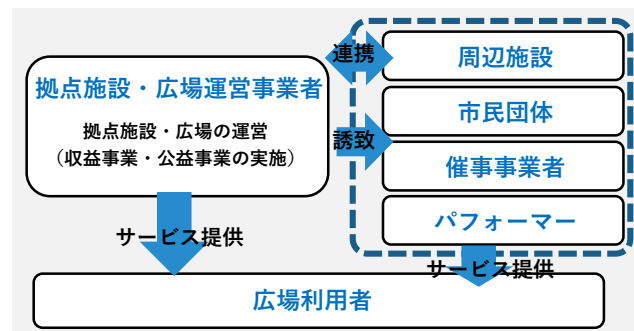 拠点施設・広場運営事業者
拠点施設・広場の運営
（収益事業・公益事業の実施）
連携
誘致
周辺施設
市民団体
催事事業者
パフォーマー
サービス提供
サービス提供
広場利用者